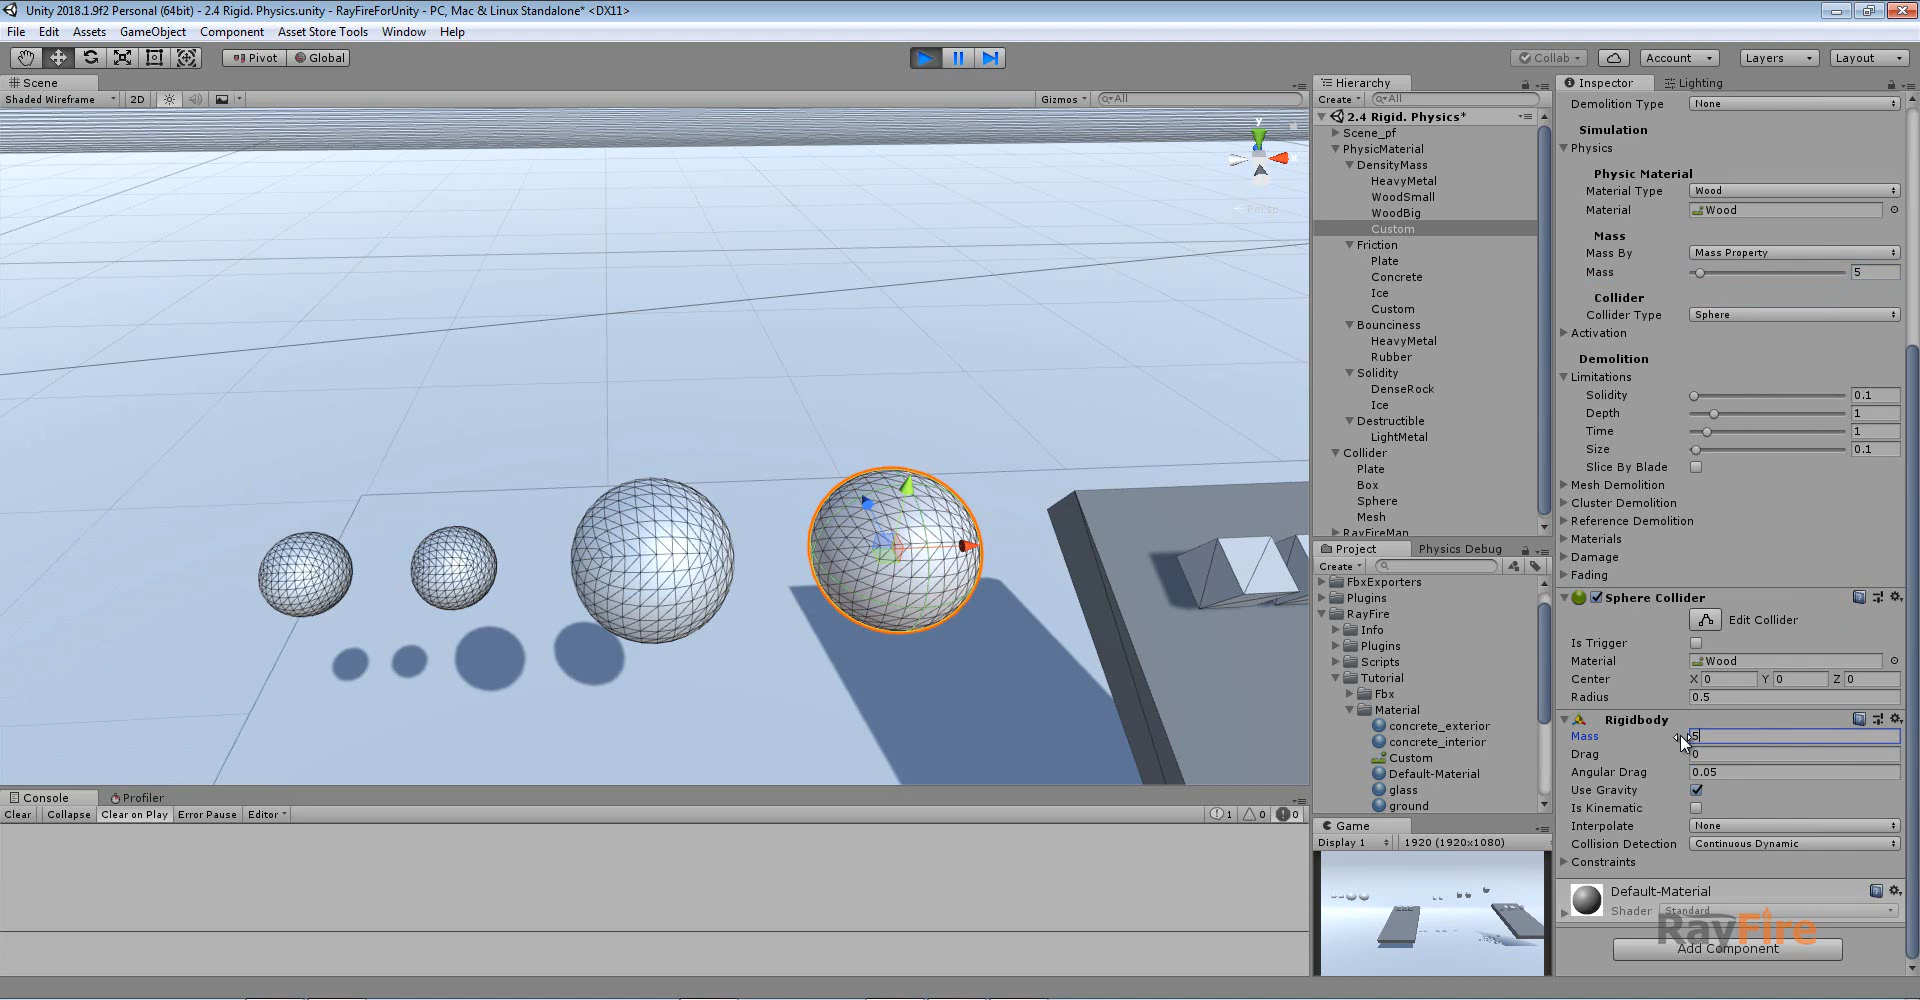 Unity 2018.1.9f2 Personal (64bit) - 2.4 Rigid. Physics.unity - RayFireForUnity - PC, Mac & Linux Standalone* <DX11>
File Edit Assets GameObject Component Asset Store Tools Window Help
Pivot Global Collab Account Layers Layout
Scene
Shaded Wireframe 2D Gizmos All
y
Persp
Hierarchy
Create All
2.4 Rigid. Physics*
Scene_pf
PhysicMaterial
DensityMass
HeavyMetal
WoodSmall
WoodBig
Custom
Friction
Plate
Concrete
Ice
Custom
Bounciness
HeavyMetal
Rubber
Solidity
DenseRock
Ice
Destructible
LightMetal
Collider
Plate
Box
Sphere
Mesh
RayFireMan
Project Physics Debug
Create
FbxExporters
Plugins
RayFire
Info
Plugins
Scripts
Tutorial
Fbx
Material
concrete_exterior
concrete_interior
Custom
Default-Material
glass
ground
Game
Display 1 1920 (1920x1080)
Inspector Lighting
Demolition Type None
Simulation
Physics
Physic Material
Material Type Wood
Material Wood
Mass
Mass By Mass Property
Mass 5
Collider
Collider Type Sphere
Activation
Demolition
Limitations
Solidity 0.1
Depth 1
Time 1
Size 0.1
Slice By Blade
Mesh Demolition
Cluster Demolition
Reference Demolition
Materials
Damage
Fading
Sphere Collider
Edit Collider
Is Trigger
Material Wood
Center X 0 Y 0 Z 0
Radius 0.5
Rigidbody
Mass 5
Drag 0
Angular Drag 0.05
Use Gravity
Is Kinematic
Interpolate None
Collision Detection Continuous Dynamic
Constraints
Default-Material
Shader Standard
RayFire
Add Component
Console Profiler
Clear Collapse Clear on Play Error Pause Editor 1 0 0